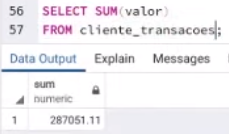 56 SELECT SUM(valor)
57 FROM cliente_transacoes;
Data Output Explain Messages
sum
numeric
1 287051.11